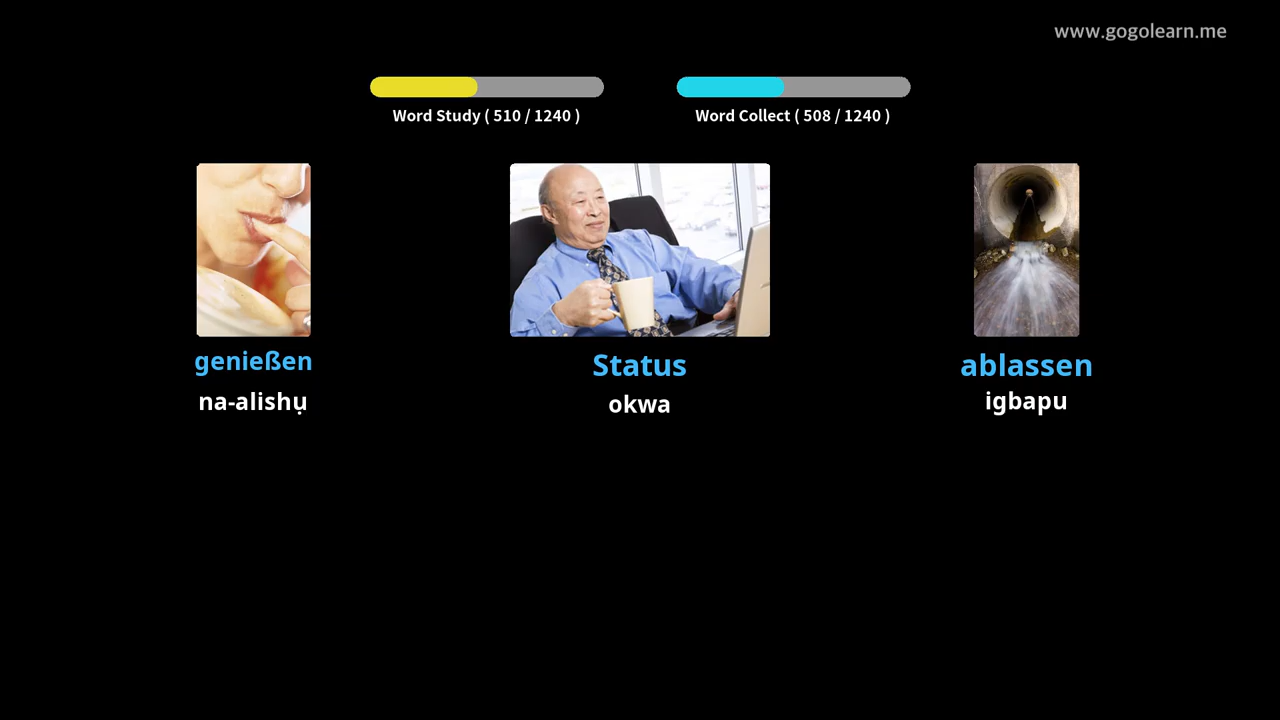 www.gogolearn.me
Word Study ( 510 / 1240 )
Word Collect ( 508 / 1240 )
genießen
na-alishụ
Status
okwa
ablassen
igbapu